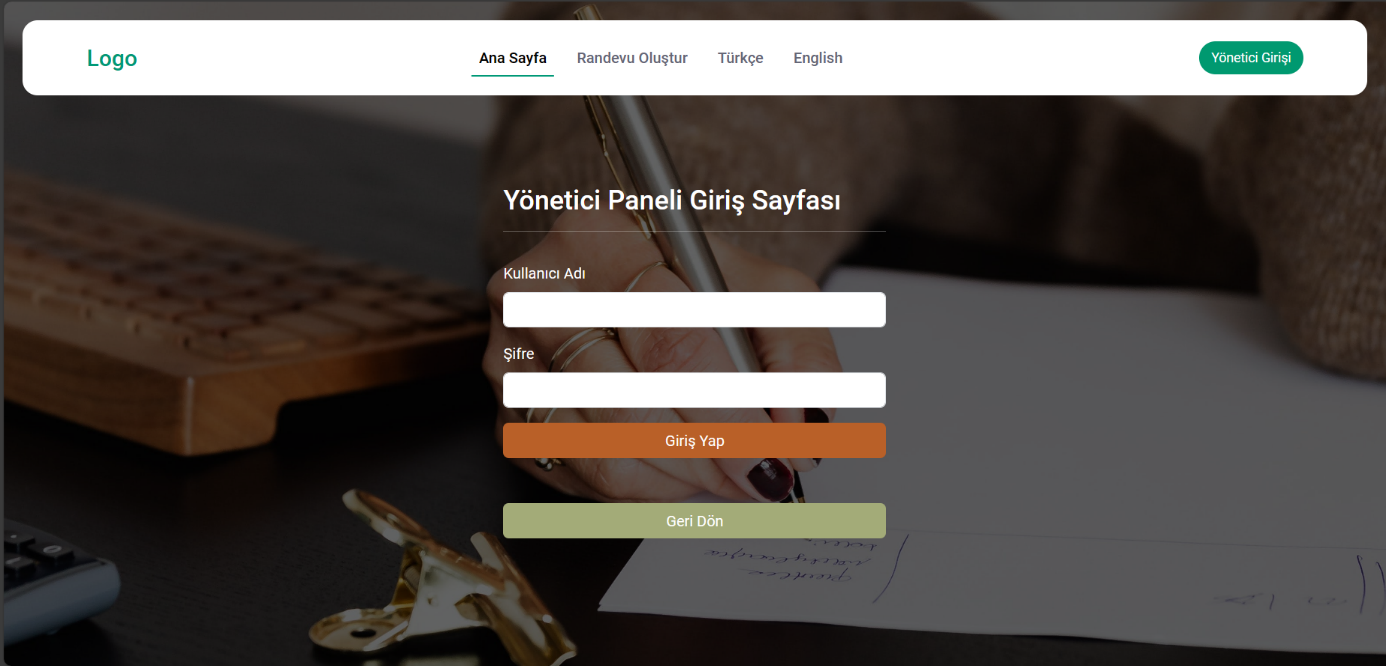 Logo
Ana Sayfa
Randevu Oluştur
Türkçe
English
Yönetici Girişi
Yönetici Paneli Giriş Sayfası
Kullanıcı Adı
Şifre
Giriş Yap
Geri Dön